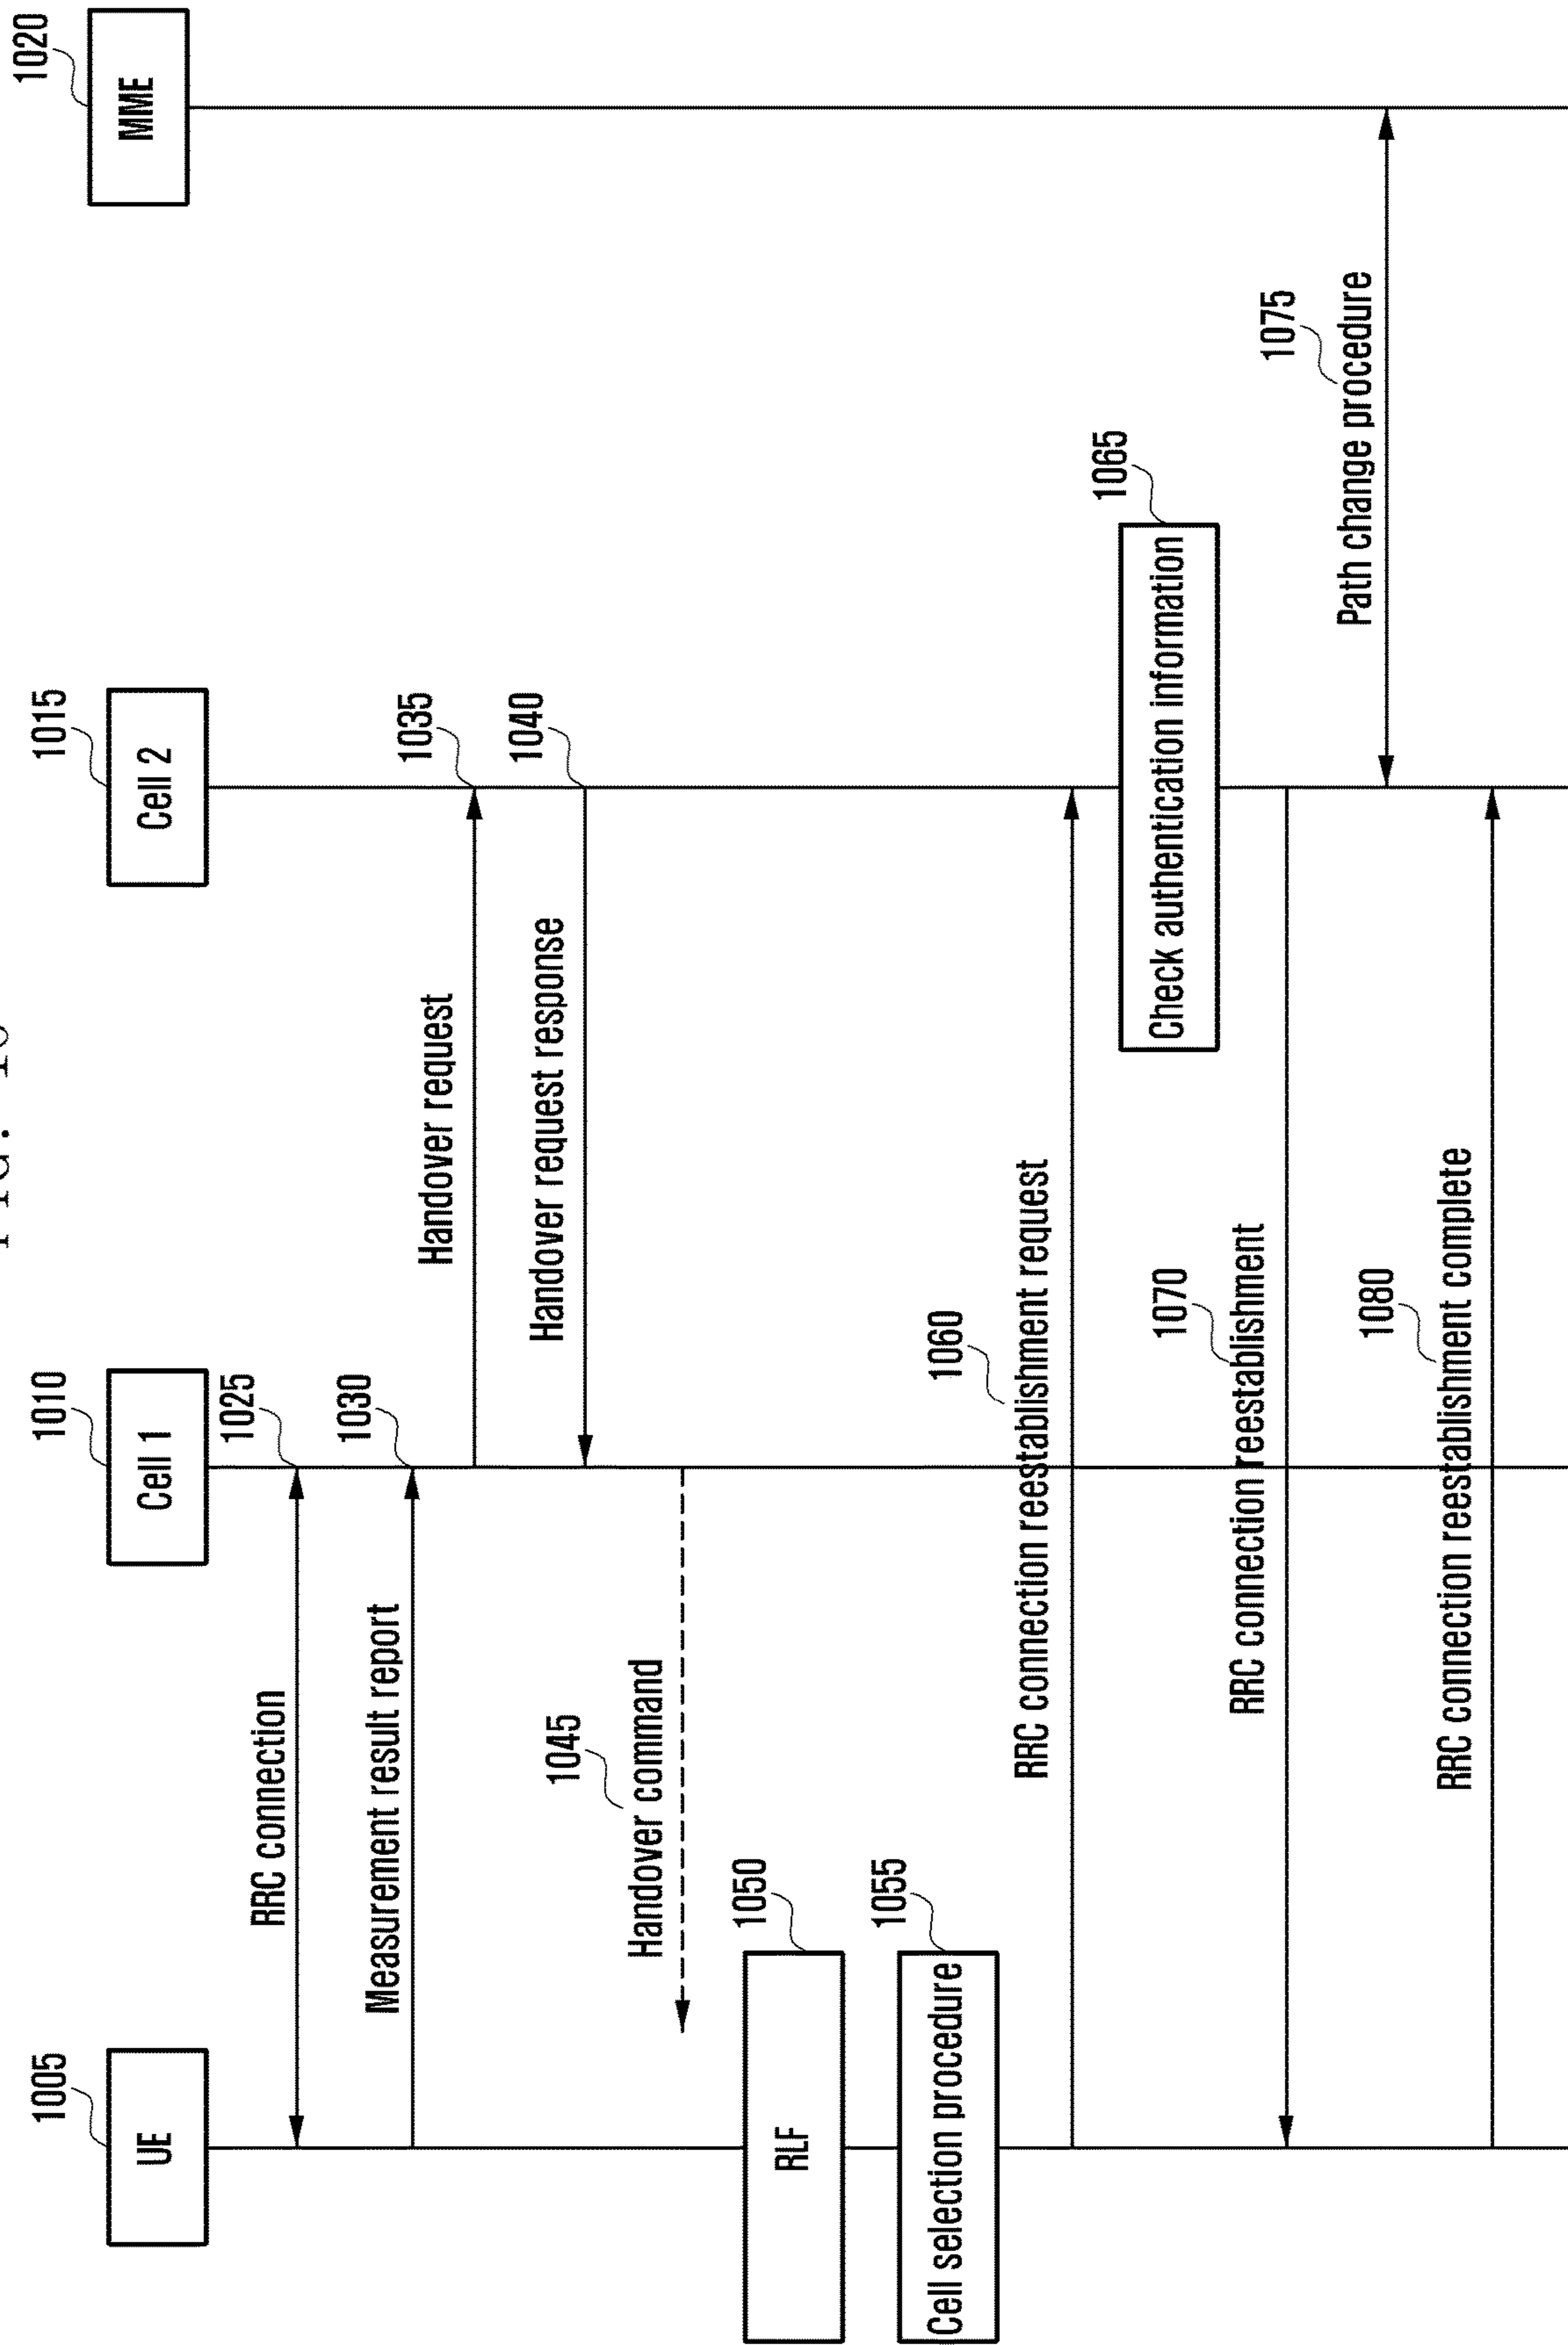 FIG. 10
1005
UE
1010
Cell 1
1015
Cell 2
1020
MME
1025
RRC connection
1030
Measurement result report
1035
Handover request
1040
Handover request response
1045
Handover command
1050
RLF
1055
Cell selection procedure
1060
RRC connection reestablishment request
1065
Check authentication information
1070
RRC connection reestablishment
1075
Path change procedure
1080
RRC connection reestablishment complete